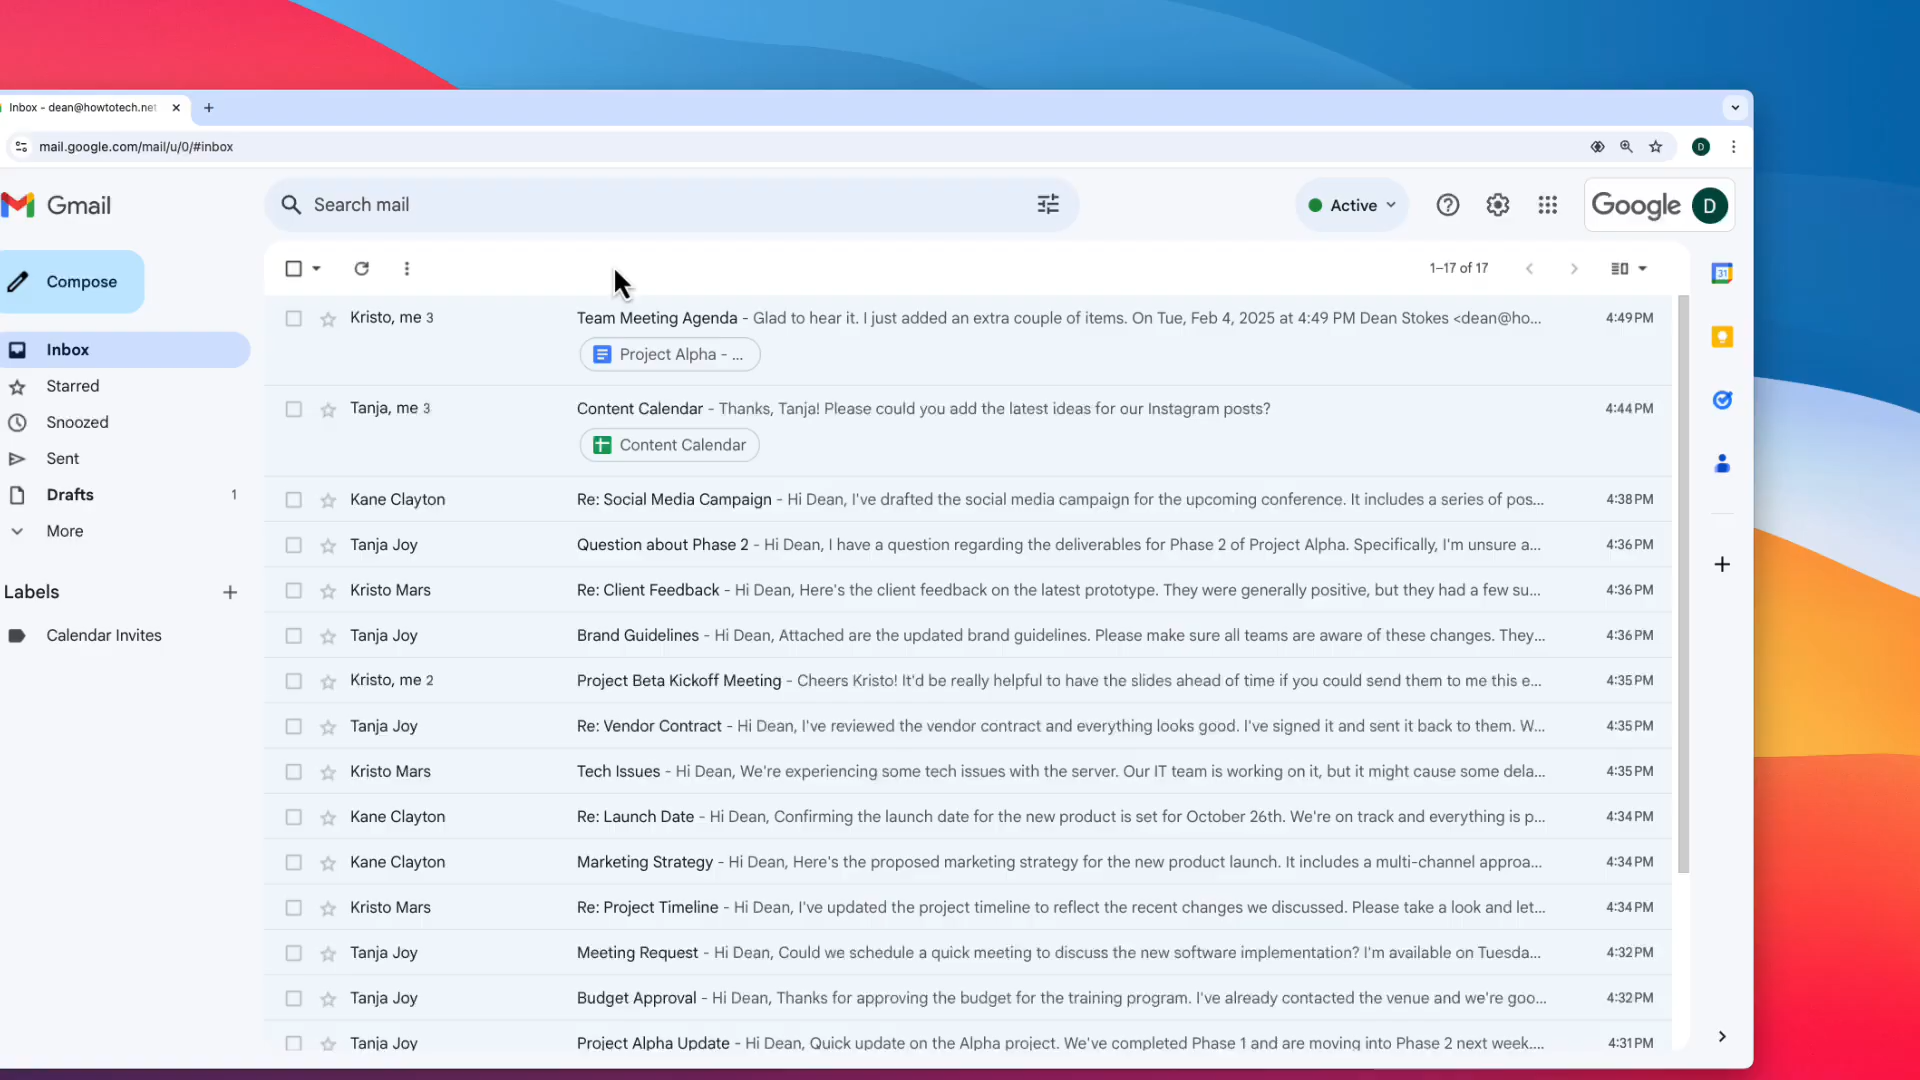 Inbox - dean@howtotech.net
mail.google.com/mail/u/0/#inbox
Gmail
Search mail
Active
Google
D
D
Compose
1–17 of 17
31
Inbox
Starred
Snoozed
Sent
Drafts 1
More
Labels
Calendar Invites
Kristo, me 3 Team Meeting Agenda - Glad to hear it. I just added an extra couple of items. On Tue, Feb 4, 2025 at 4:49 PM Dean Stokes <dean@ho... 4:49 PM
Project Alpha - ...
Tanja, me 3 Content Calendar - Thanks, Tanja! Please could you add the latest ideas for our Instagram posts? 4:44 PM
Content Calendar
Kane Clayton Re: Social Media Campaign - Hi Dean, I've drafted the social media campaign for the upcoming conference. It includes a series of pos... 4:38 PM
Tanja Joy Question about Phase 2 - Hi Dean, I have a question regarding the deliverables for Phase 2 of Project Alpha. Specifically, I'm unsure a... 4:36 PM
Kristo Mars Re: Client Feedback - Hi Dean, Here's the client feedback on the latest prototype. They were generally positive, but they had a few su... 4:36 PM
Tanja Joy Brand Guidelines - Hi Dean, Attached are the updated brand guidelines. Please make sure all teams are aware of these changes. They... 4:36 PM
Kristo, me 2 Project Beta Kickoff Meeting - Cheers Kristo! It'd be really helpful to have the slides ahead of time if you could send them to me this e... 4:35 PM
Tanja Joy Re: Vendor Contract - Hi Dean, I've reviewed the vendor contract and everything looks good. I've signed it and sent it back to them. W... 4:35 PM
Kristo Mars Tech Issues - Hi Dean, We're experiencing some tech issues with the server. Our IT team is working on it, but it might cause some dela... 4:35 PM
Kane Clayton Re: Launch Date - Hi Dean, Confirming the launch date for the new product is set for October 26th. We're on track and everything is p... 4:34 PM
Kane Clayton Marketing Strategy - Hi Dean, Here's the proposed marketing strategy for the new product launch. It includes a multi-channel approa... 4:34 PM
Kristo Mars Re: Project Timeline - Hi Dean, I've updated the project timeline to reflect the recent changes we discussed. Please take a look and let... 4:34 PM
Tanja Joy Meeting Request - Hi Dean, Could we schedule a quick meeting to discuss the new software implementation? I'm available on Tuesda... 4:32 PM
Tanja Joy Budget Approval - Hi Dean, Thanks for approving the budget for the training program. I've already contacted the venue and we're goo... 4:32 PM
Tanja Joy Project Alpha Update - Hi Dean, Quick update on the Alpha project. We've completed Phase 1 and are moving into Phase 2 next week.... 4:31 PM